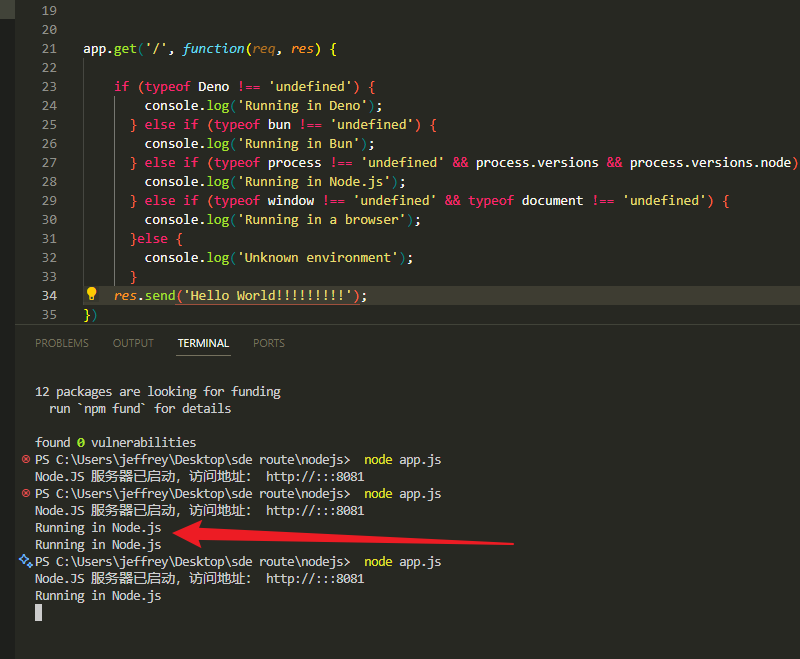 19
20
21 app.get('/', function(req, res) {
22
23 if (typeof Deno !== 'undefined') {
24 console.log('Running in Deno');
25 } else if (typeof bun !== 'undefined') {
26 console.log('Running in Bun');
27 } else if (typeof process !== 'undefined' && process.versions && process.versions.node)
28 console.log('Running in Node.js');
29 } else if (typeof window !== 'undefined' && typeof document !== 'undefined') {
30 console.log('Running in a browser');
31 }else {
32 console.log('Unknown environment');
33 }
34 res.send('Hello World!!!!!!!!!');
35 })
PROBLEMS OUTPUT TERMINAL PORTS
12 packages are looking for funding
run `npm fund` for details
found 0 vulnerabilities
PS C:\Users\jeffrey\Desktop\sde route\nodejs> node app.js
Node.JS 服务器已启动，访问地址： http://:::8081
PS C:\Users\jeffrey\Desktop\sde route\nodejs> node app.js
Node.JS 服务器已启动，访问地址： http://:::8081
Running in Node.js
Running in Node.js
PS C:\Users\jeffrey\Desktop\sde route\nodejs> node app.js
Node.JS 服务器已启动，访问地址： http://:::8081
Running in Node.js